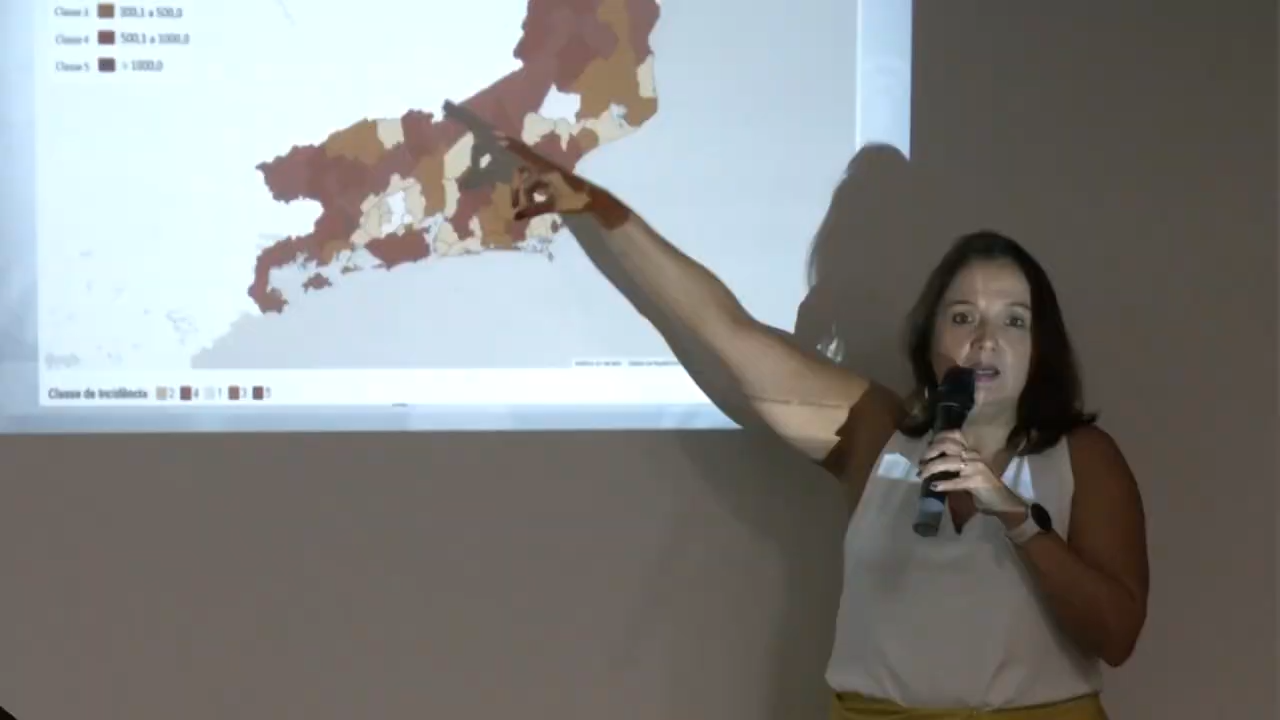 Classe 3 300,1 a 500,0
Classe 4 500,1 a 1000,0
Classe 5 > 1000,0
Classe de Incidência 2 4 1 3 5